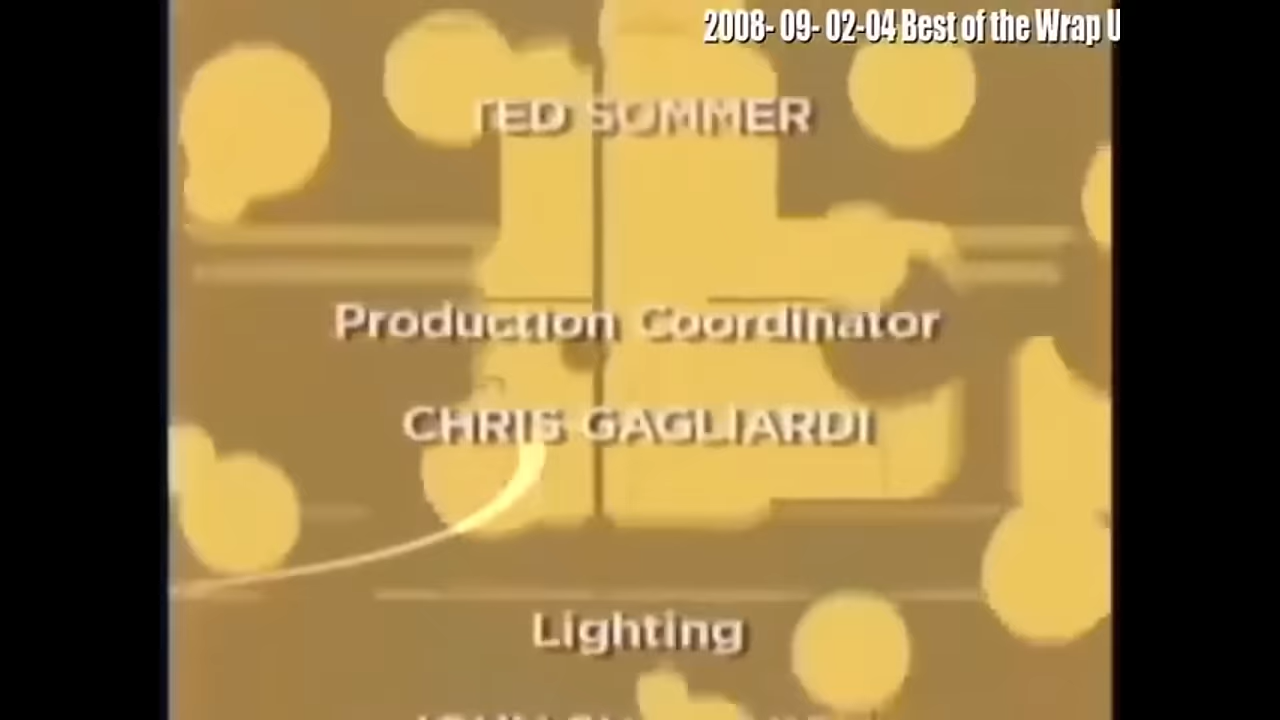 2008- 09- 02-04 Best of the Wrap U
TED SOMMER
Production Coordinator
CHRIS GAGLIARDI
Lighting